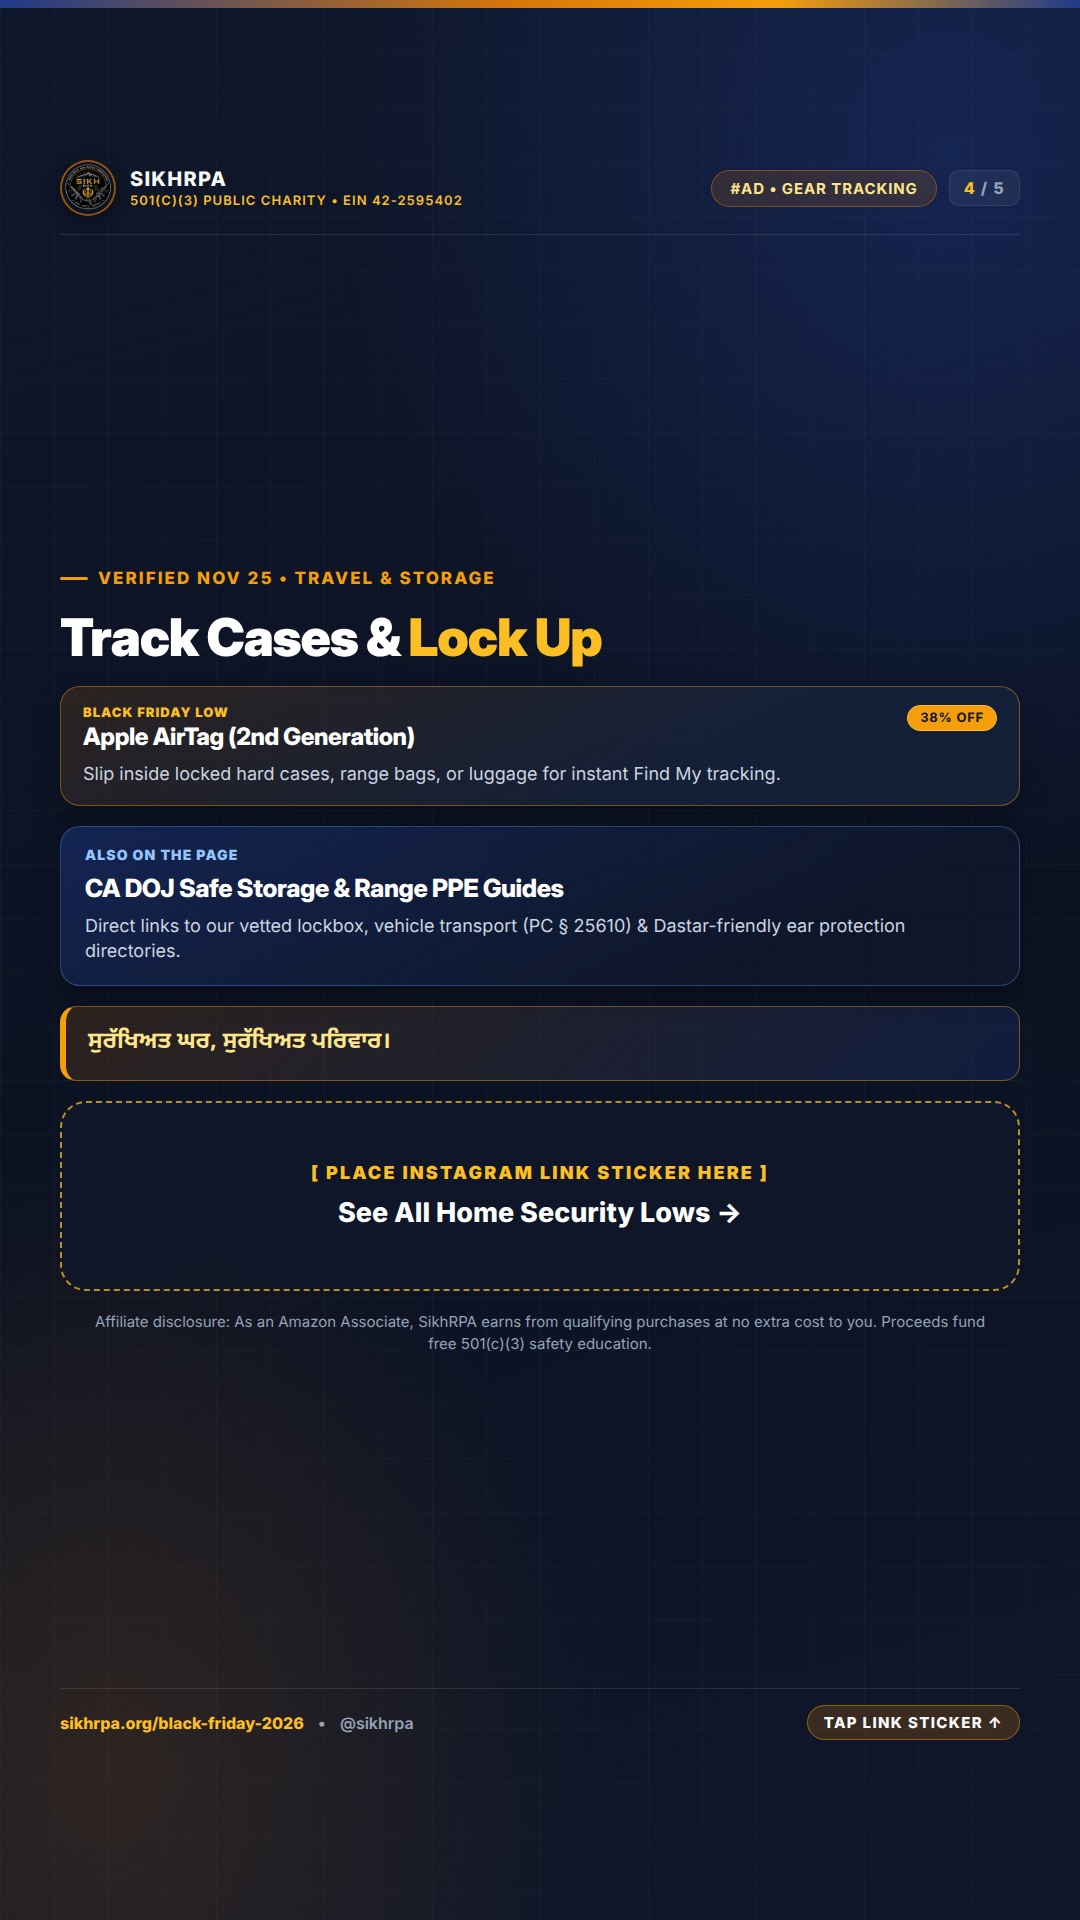 SIKH
SIKHRPA
501(C)(3) PUBLIC CHARITY • EIN 42-2595402
#AD • GEAR TRACKING
4 / 5
VERIFIED NOV 25 • TRAVEL & STORAGE
Track Cases & Lock Up
BLACK FRIDAY LOW
38% OFF
Apple AirTag (2nd Generation)
Slip inside locked hard cases, range bags, or luggage for instant Find My tracking.
ALSO ON THE PAGE
CA DOJ Safe Storage & Range PPE Guides
Direct links to our vetted lockbox, vehicle transport (PC § 25610) & Dastar-friendly ear protection
directories.
ਸੁਰੱਖਿਅਤ ਘਰ, ਸੁਰੱਖਿਅਤ ਪਰਿਵਾਰ।
[ PLACE INSTAGRAM LINK STICKER HERE ]
See All Home Security Lows →
Affiliate disclosure: As an Amazon Associate, SikhRPA earns from qualifying purchases at no extra cost to you. Proceeds fund
free 501(c)(3) safety education.
sikhrpa.org/black-friday-2026 • @sikhrpa
TAP LINK STICKER ↑